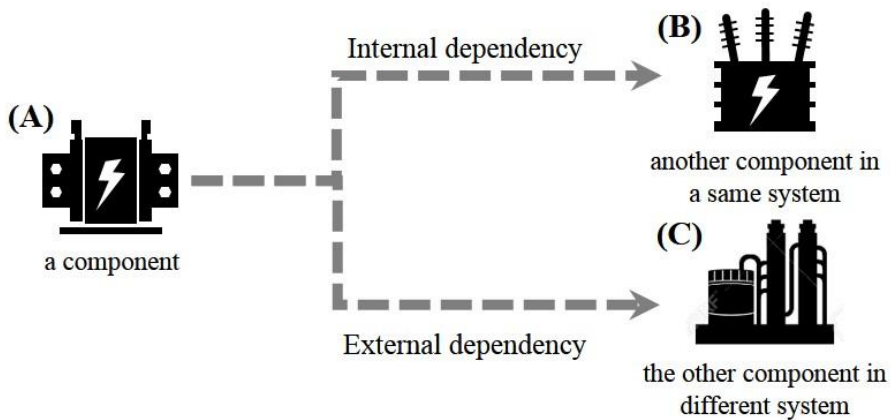 Internal dependency
(B)
(A)
another component in
a same system
(C)
a component
External dependency
the other component in
different system